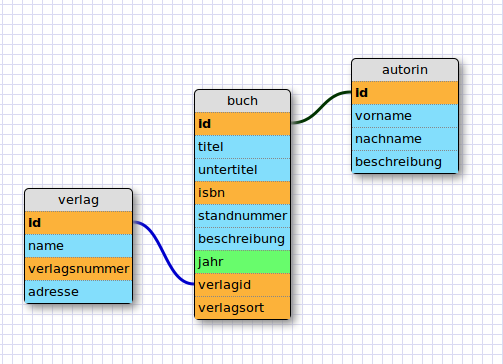 autorin
id
vorname
nachname
beschreibung
buch
id
titel
untertitel
isbn
standnummer
beschreibung
jahr
verlagid
verlagsort
verlag
id
name
verlagsnummer
adresse